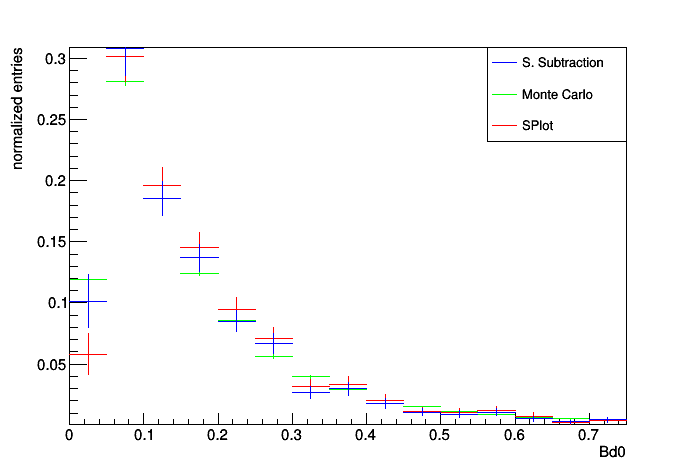 normalized entries
0.3
0.25
0.2
0.15
0.1
0.05
S. Subtraction
Monte Carlo
SPlot
0 0.1 0.2 0.3 0.4 0.5 0.6 0.7
Bd0